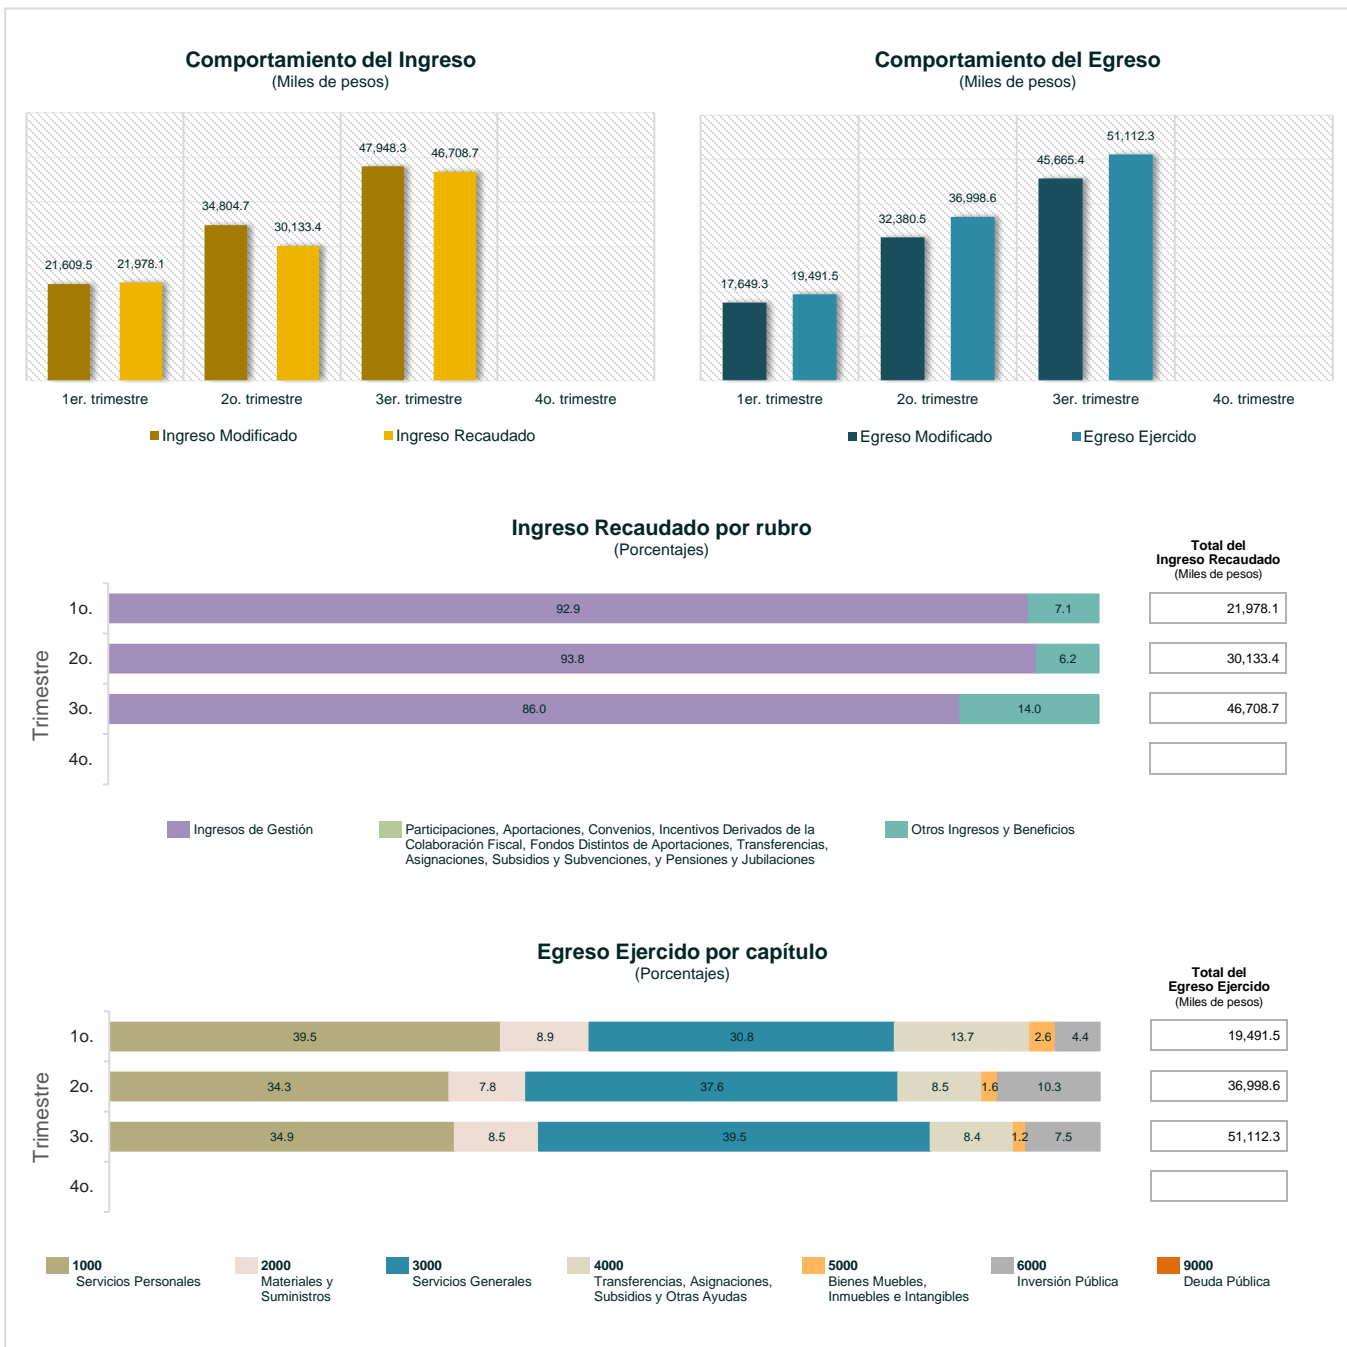 Comportamiento del Ingreso
(Miles de pesos)
47,948.3
46,708.7
34,804.7
30,133.4
21,609.5
21,978.1
1er. trimestre
2o. trimestre
3er. trimestre
4o. trimestre
Ingreso Modificado
Ingreso Recaudado
Comportamiento del Egreso
(Miles de pesos)
51,112.3
45,665.4
36,998.6
32,380.5
17,649.3
19,491.5
1er. trimestre
2o. trimestre
3er. trimestre
4o. trimestre
Egreso Modificado
Egreso Ejercido
Ingreso Recaudado por rubro
(Porcentajes)
Total del
Ingreso Recaudado
(Miles de pesos)
Trimestre
1o.
92.9
7.1
21,978.1
2o.
93.8
6.2
30,133.4
3o.
86.0
14.0
46,708.7
4o.
Ingresos de Gestión
Participaciones, Aportaciones, Convenios, Incentivos Derivados de la
Colaboración Fiscal, Fondos Distintos de Aportaciones, Transferencias,
Asignaciones, Subsidios y Subvenciones, y Pensiones y Jubilaciones
Otros Ingresos y Beneficios
Egreso Ejercido por capítulo
(Porcentajes)
Total del
Egreso Ejercido
(Miles de pesos)
Trimestre
1o.
39.5
8.9
30.8
13.7
2.6
4.4
19,491.5
2o.
34.3
7.8
37.6
8.5
1.6
10.3
36,998.6
3o.
34.9
8.5
39.5
8.4
1.2
7.5
51,112.3
4o.
1000
Servicios Personales
2000
Materiales y
Suministros
3000
Servicios Generales
4000
Transferencias, Asignaciones,
Subsidios y Otras Ayudas
5000
Bienes Muebles,
Inmuebles e Intangibles
6000
Inversión Pública
9000
Deuda Pública